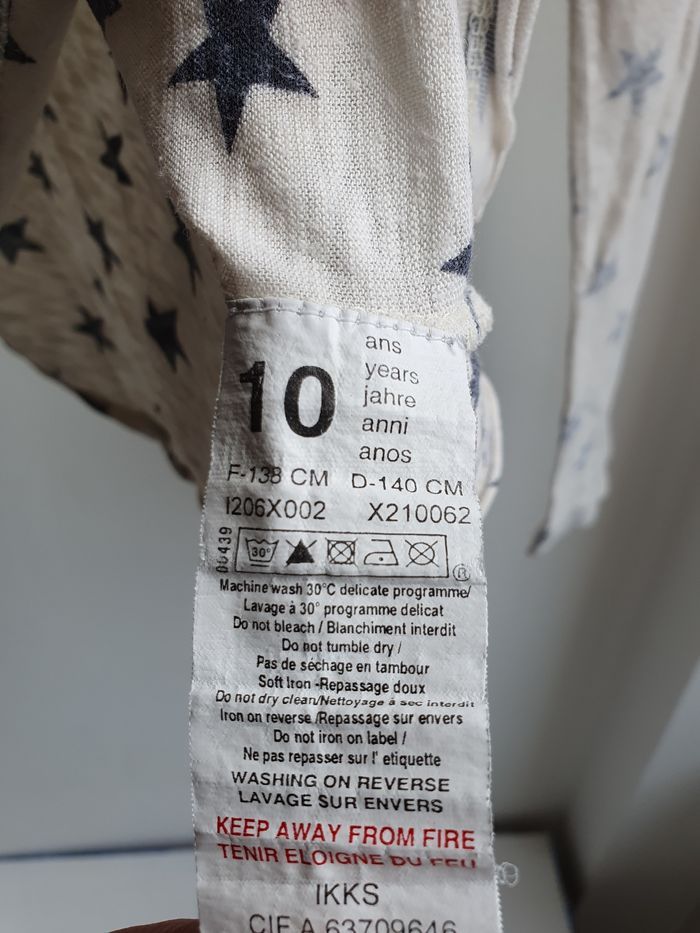 10
ans
years
jahre
anni
anos
F-138 CM D-140 CM
I206X002 X210062
00439
30°
®
Machine wash 30°C delicate programme/
Lavage à 30° programme delicat
Do not bleach / Blanchiment interdit
Do not tumble dry /
Pas de séchage en tambour
Soft Iron -Repassage doux
Do not dry clean/Nettoyage à sec interdit
Iron on reverse /Repassage sur envers
Do not iron on label /
Ne pas repasser sur l' etiquette
WASHING ON REVERSE
LAVAGE SUR ENVERS
KEEP AWAY FROM FIRE
TENIR ELOIGNE DU FEU
IKKS
CIF A 63709646